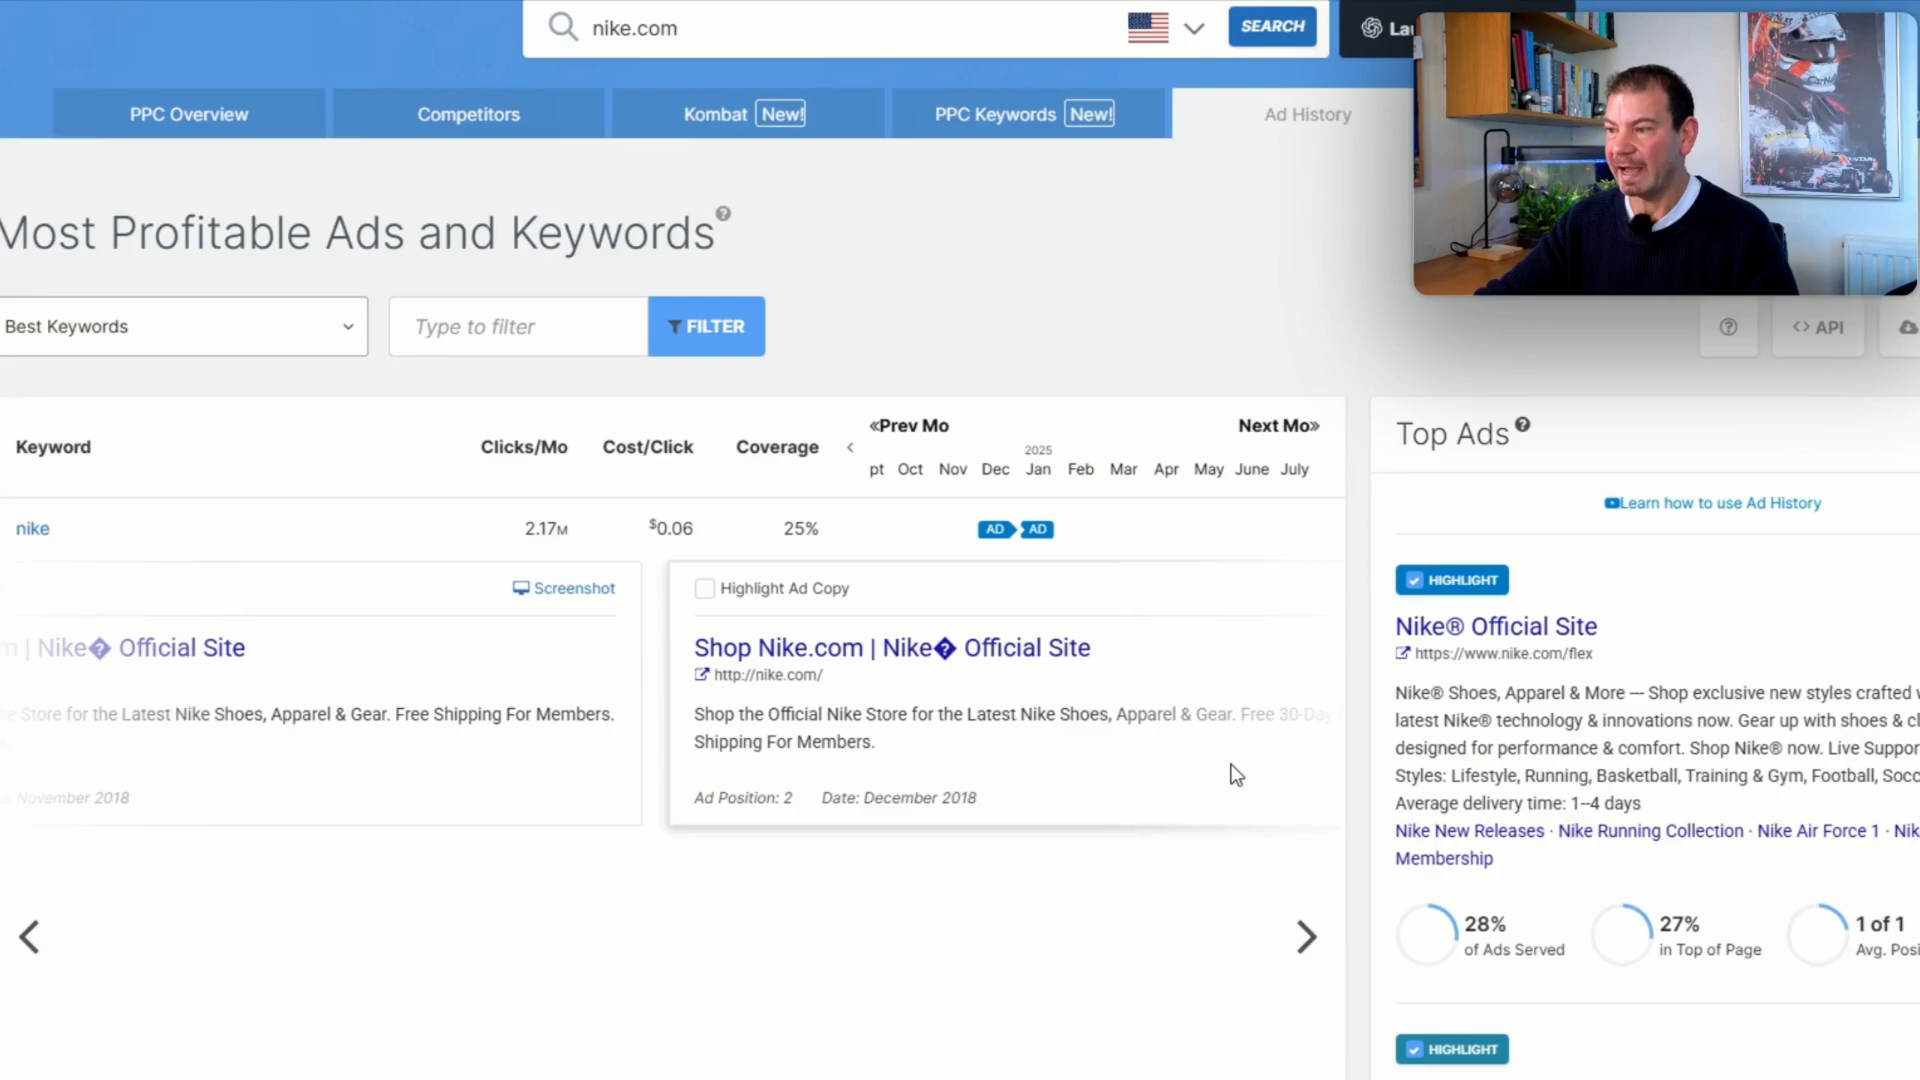 nike.com
SEARCH
PPC Overview
Competitors
Kombat New!
PPC Keywords New!
Ad History
Most Profitable Ads and Keywords
Best Keywords
Type to filter
FILTER
API
Keyword
Clicks/Mo
Cost/Click
Coverage
«Prev Mo
Next Mo»
2025
pt Oct Nov Dec Jan Feb Mar Apr May June July
nike
2.17M
$0.06
25%
AD AD
Screenshot
| Nike� Official Site
Store for the Latest Nike Shoes, Apparel & Gear. Free Shipping For Members.
November 2018
Highlight Ad Copy
Shop Nike.com | Nike� Official Site
http://nike.com/
Shop the Official Nike Store for the Latest Nike Shoes, Apparel & Gear. Free 30-Day
Shipping For Members.
Ad Position: 2 Date: December 2018
Top Ads
Learn how to use Ad History
HIGHLIGHT
Nike® Official Site
https://www.nike.com/flex
Nike® Shoes, Apparel & More -- Shop exclusive new styles crafted
latest Nike® technology & innovations now. Gear up with shoes &
designed for performance & comfort. Shop Nike® now. Live
Styles: Lifestyle, Running, Basketball, Training & Gym, Football,
Average delivery time: 1–4 days
Nike New Releases · Nike Running Collection · Nike Air Force 1 ·
Membership
28%
of Ads Served
27%
in Top of Page
1 of 1
Avg.
HIGHLIGHT